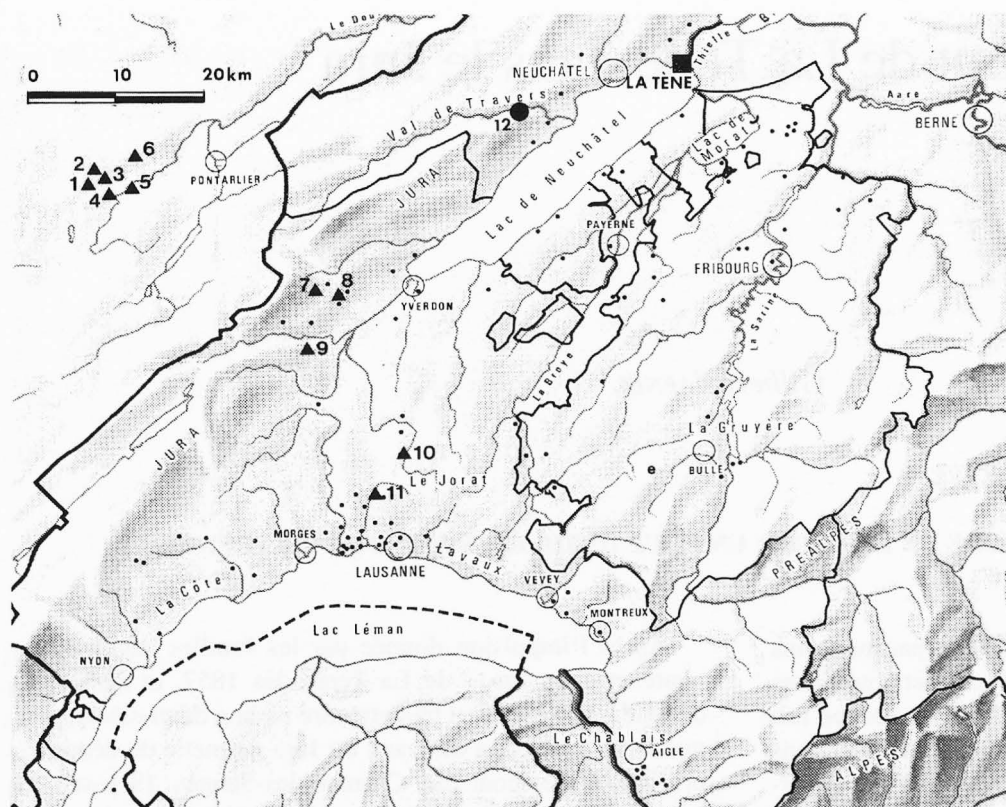 Le Dou
0 10 20 km
NEUCHÂTEL
LA TÈNE
Thielle
B
Val de Travers
12
Aare
BERNE
Lac de Morat
Lac de Neuchâtel
JURA
6
2
3
1
5
4
PONTARLIER
PAYERNE
FRIBOURG
7
8
YVERDON
La Sarine
9
La Broye
JURA
La Gruyère
10
e
BULLE
Le Jorat
11
MORGES
LAUSANNE
Lavaux
PREALPES
La Côte
VEVEY
MONTREUX
Lac Léman
NYON
Le Chablais
AIGLE
ALPES